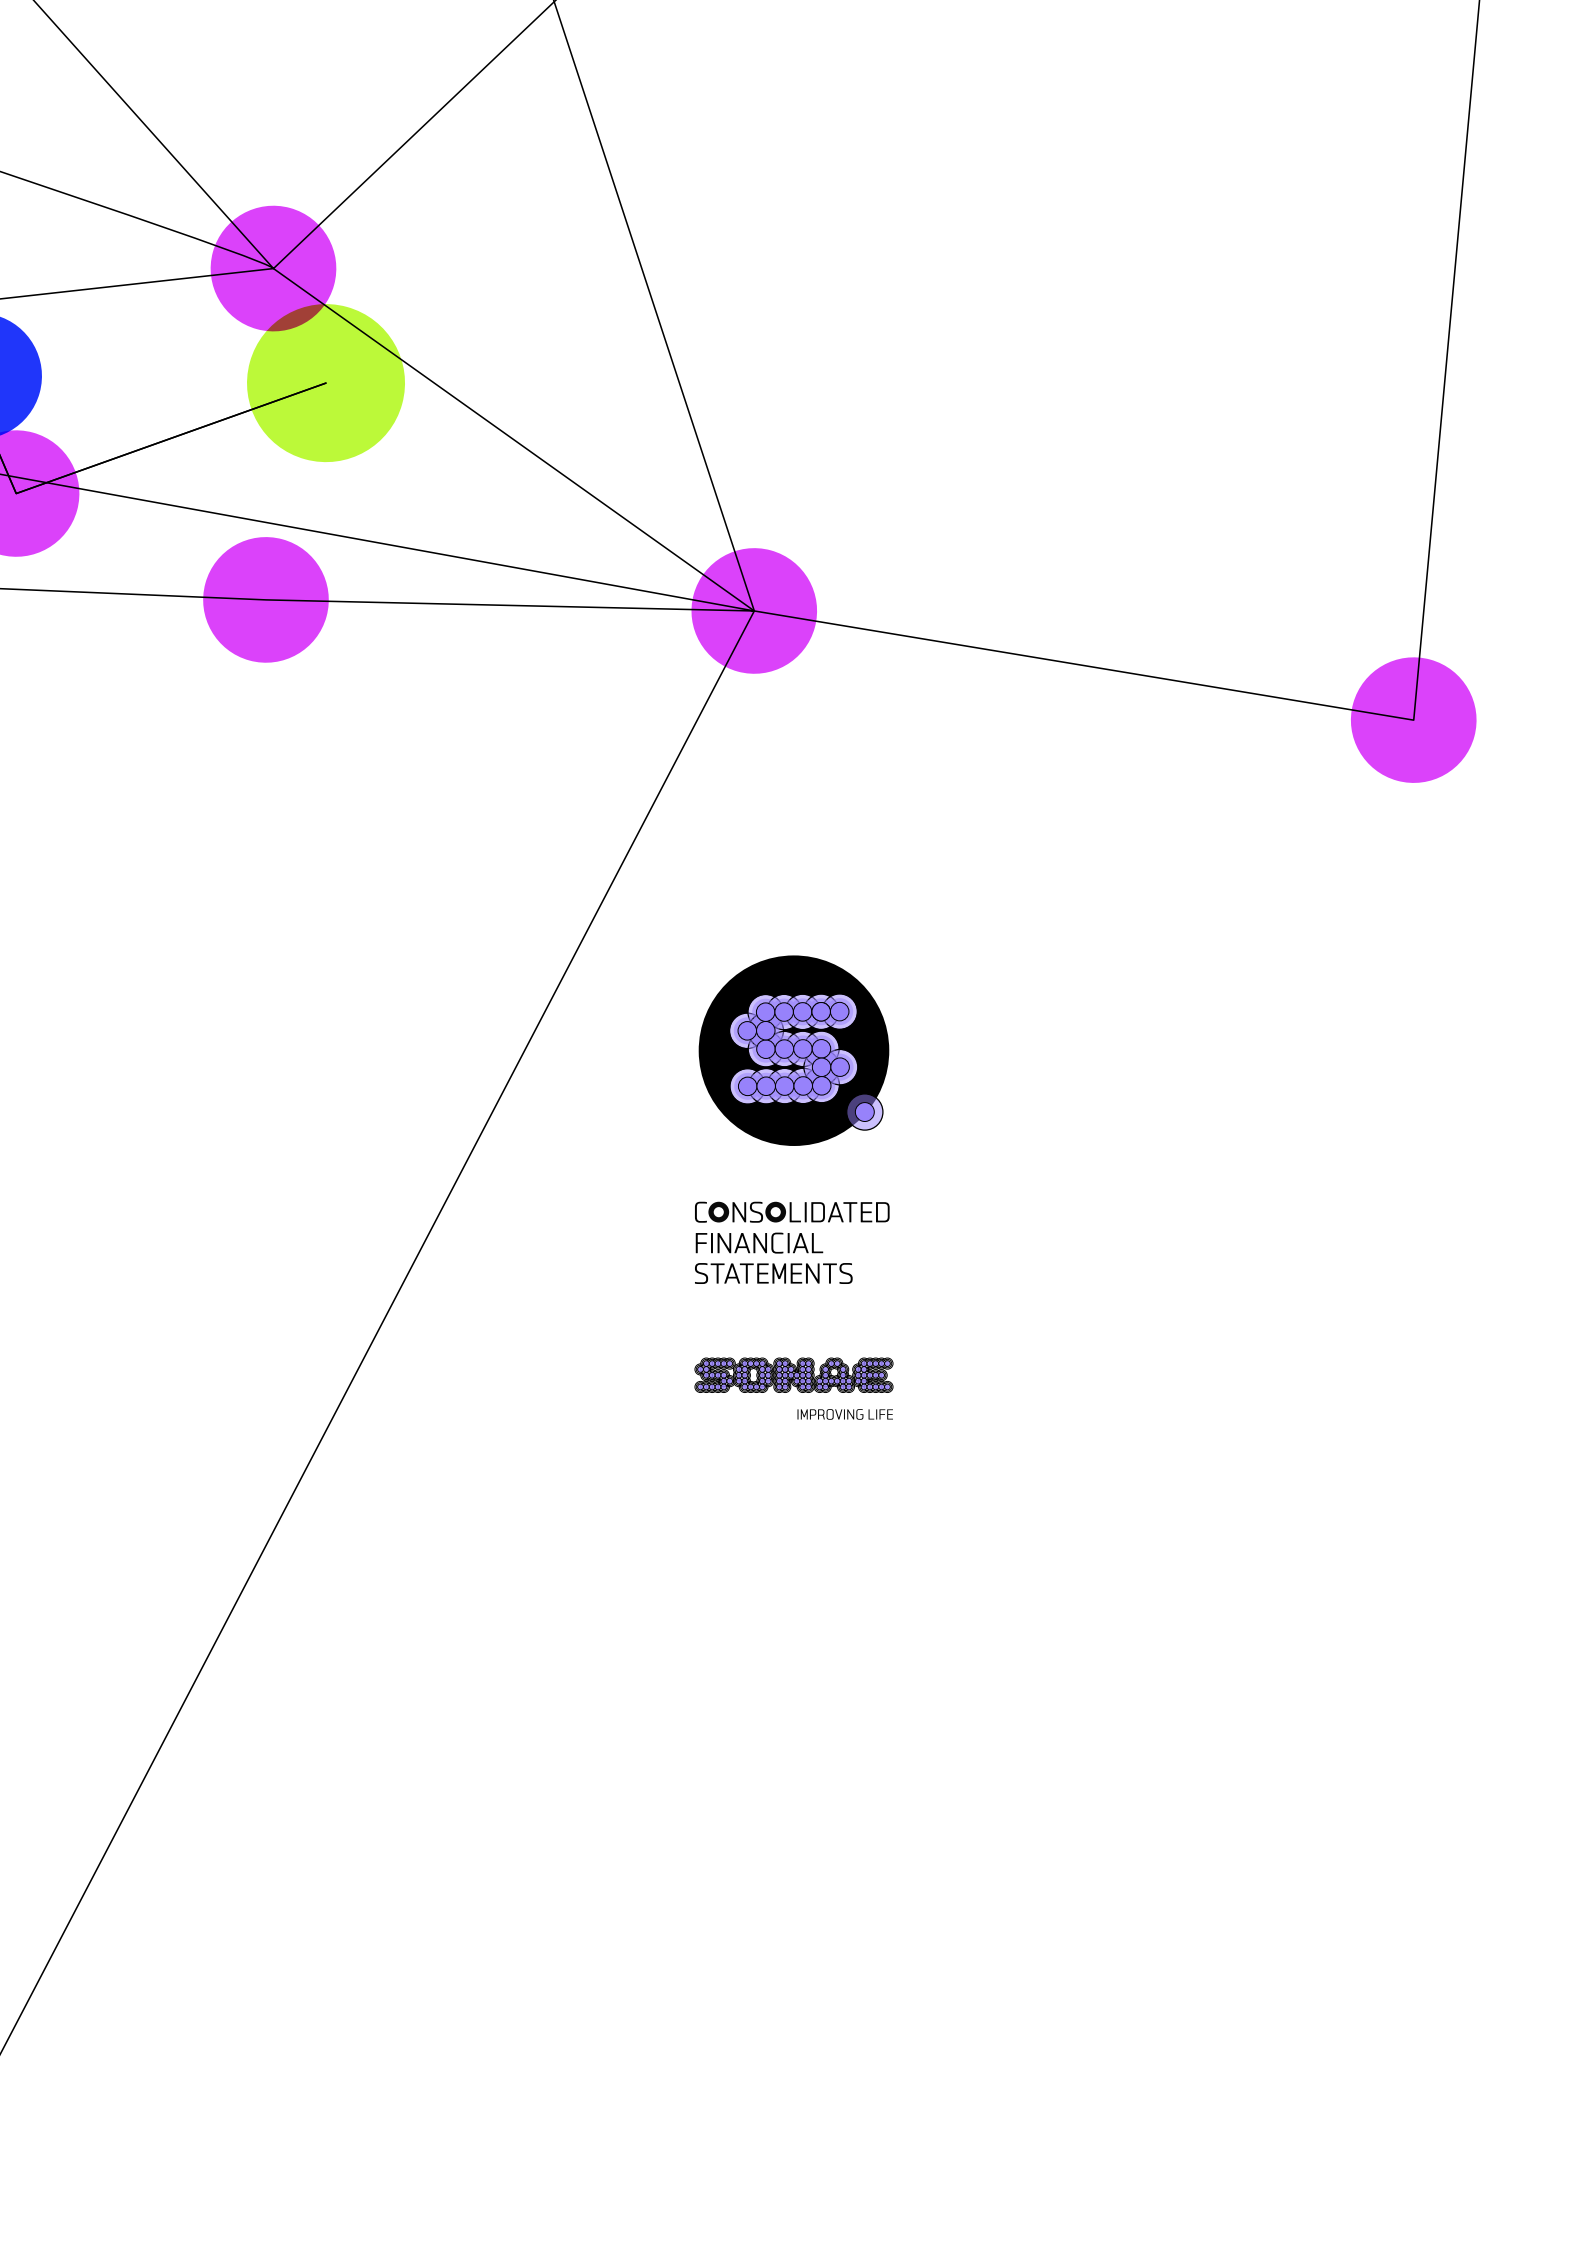 CONSOLIDATED
FINANCIAL
STATEMENTS
SONAE
IMPROVING LIFE